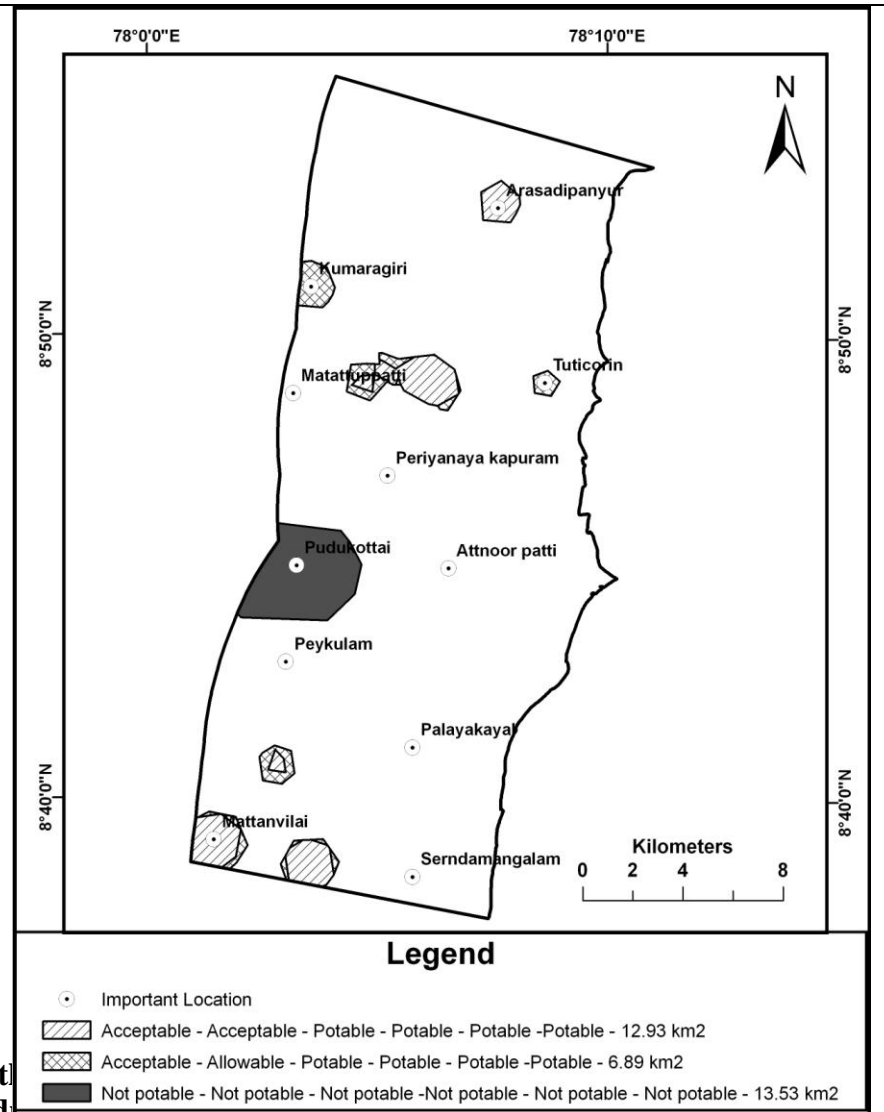 78°0'0"E 78°10'0"E
N
Arasadipanyur
Kumaragiri
8°50'0"N 8°50'0"N
Tuticorin
Matattuppatti
Periyanaya kapuram
Pudukottai
Attnoor patti
Peykulam
Palayakayal
8°40'0"N 8°40'0"N
Mattanvilai
Kilometers
Serndamangalam
0 2 4 8
Legend
Important Location
Acceptable - Acceptable - Potable - Potable - Potable -Potable - 12.93 km2
Acceptable - Allowable - Potable - Potable - Potable -Potable - 6.89 km2
Not potable - Not potable - Not potable -Not potable - Not potable - Not potable - 13.53 km2